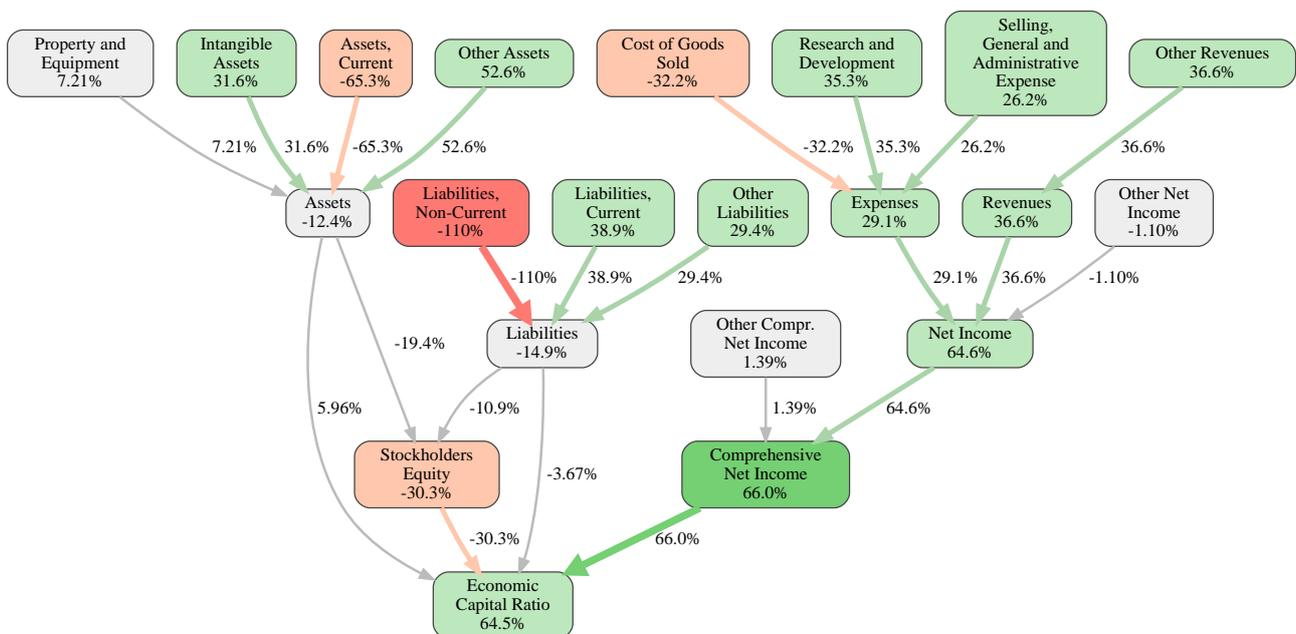 Property and
Equipment
7.21%
Intangible
Assets
31.6%
Assets,
Current
-65.3%
Other Assets
52.6%
Cost of Goods
Sold
-32.2%
Research and
Development
35.3%
Selling,
General and
Administrative
Expense
26.2%
Other Revenues
36.6%
7.21%
31.6%
-65.3%
52.6%
-32.2%
35.3%
26.2%
36.6%
Assets
-12.4%
Liabilities,
Non-Current
-110%
Liabilities,
Current
38.9%
Other
Liabilities
29.4%
Expenses
29.1%
Revenues
36.6%
Other Net
Income
-1.10%
-110%
38.9%
29.4%
29.1%
36.6%
-1.10%
Liabilities
-14.9%
Other Compr.
Net Income
1.39%
Net Income
64.6%
-19.4%
5.96%
-10.9%
1.39%
64.6%
Stockholders
Equity
-30.3%
-3.67%
Comprehensive
Net Income
66.0%
-30.3%
66.0%
Economic
Capital Ratio
64.5%